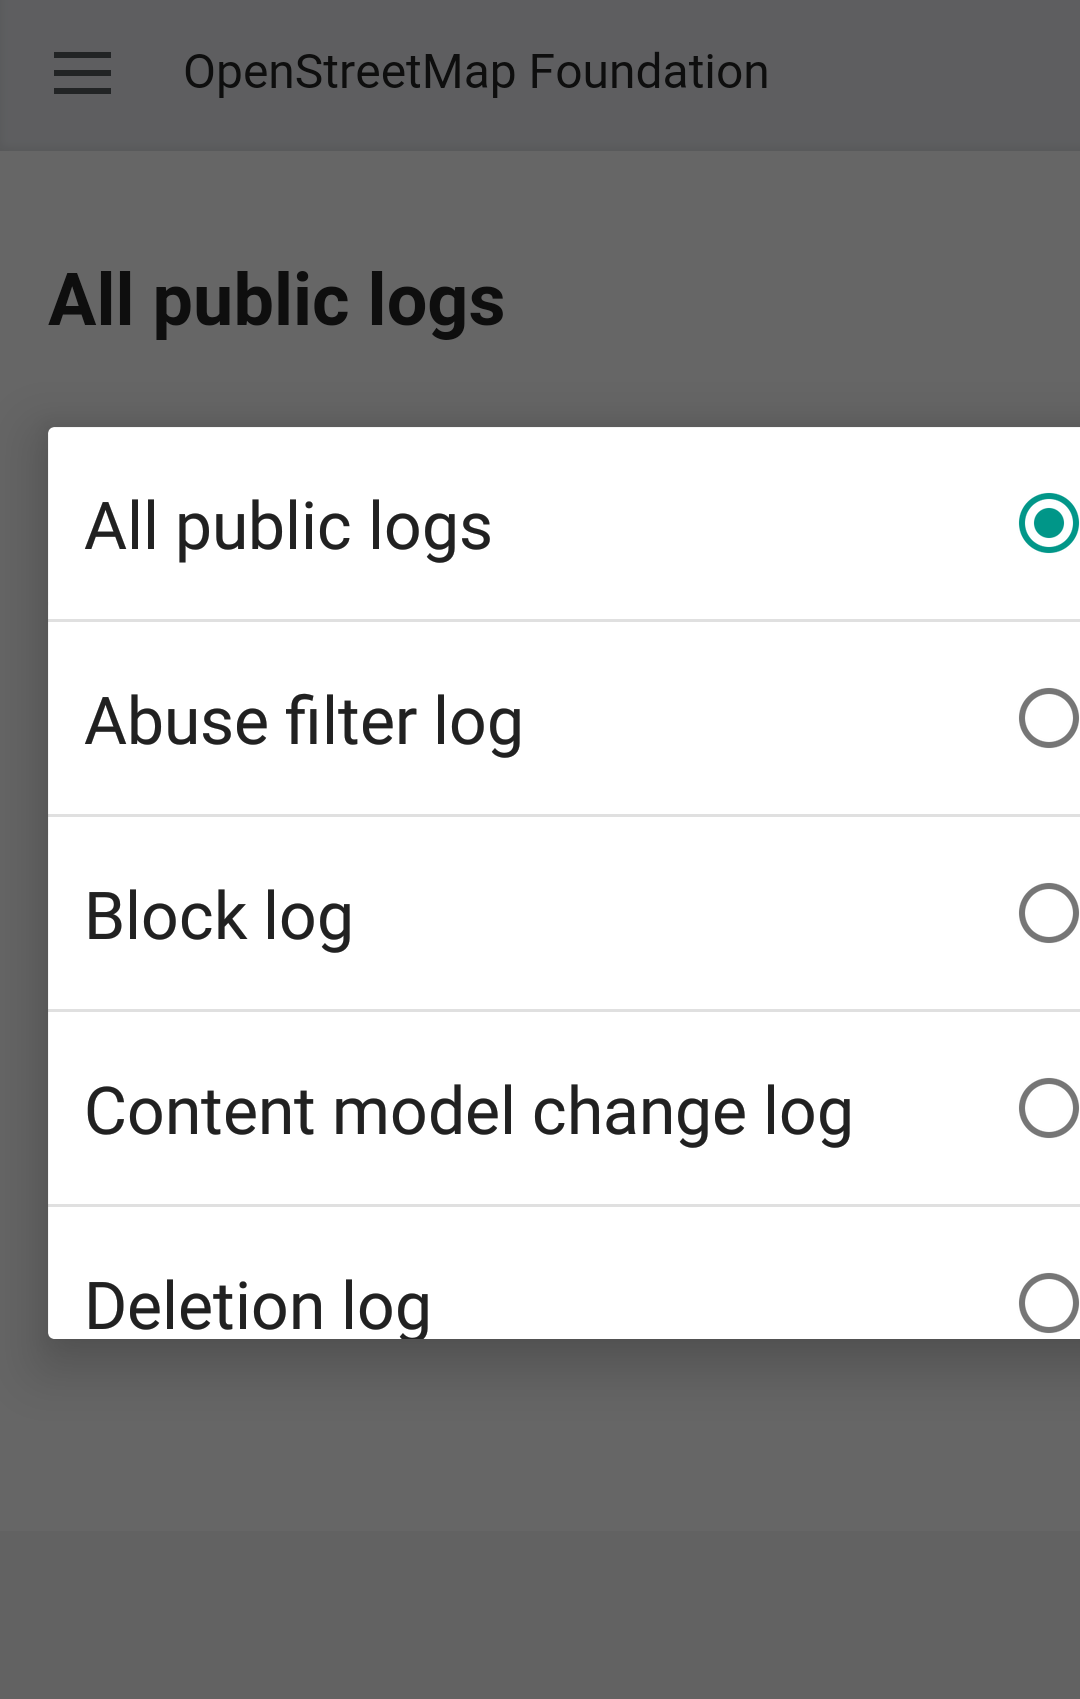 OpenStreetMap Foundation
All public logs
All public logs
Abuse filter log
Block log
Content model change log
Deletion log